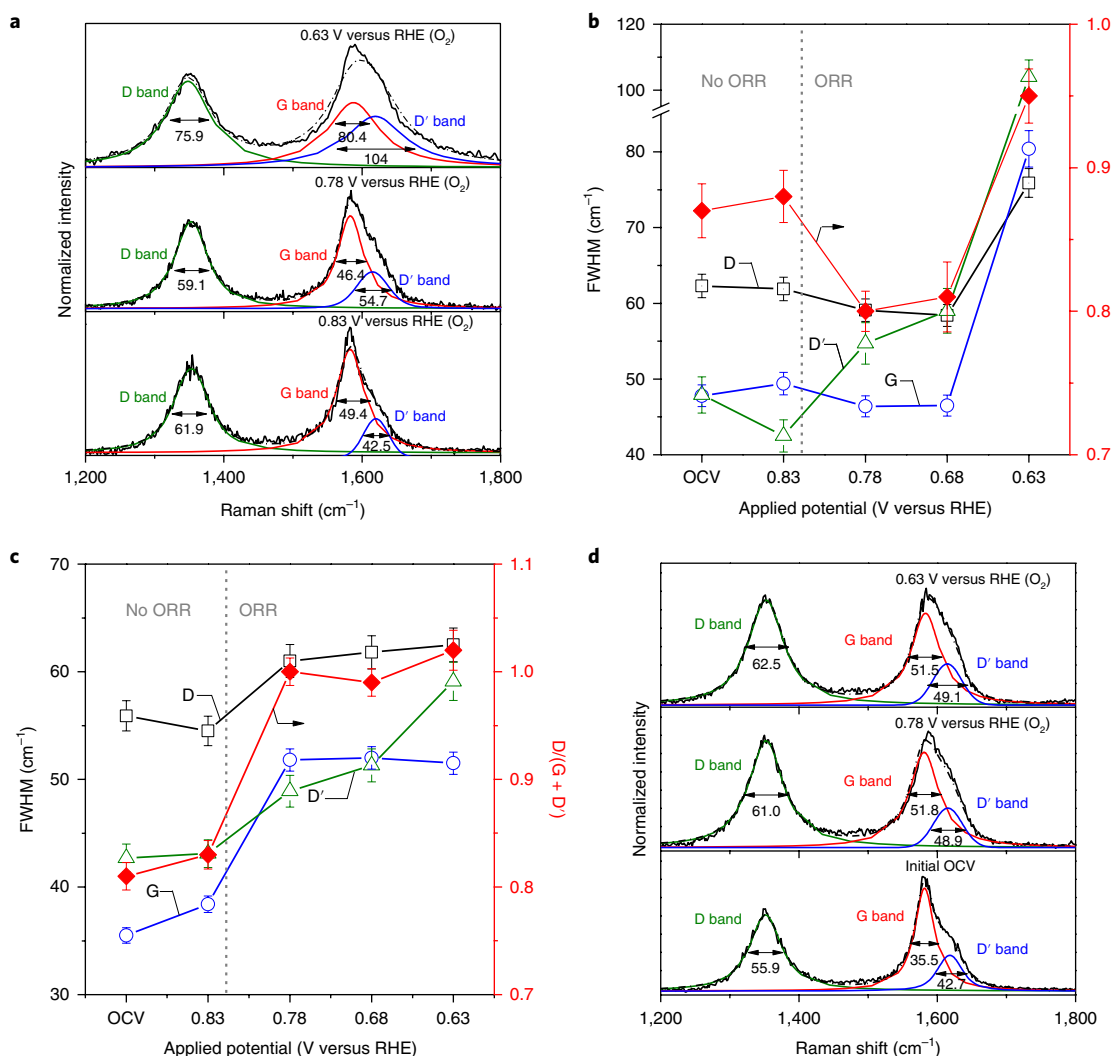 a
0.63 V versus RHE (O₂)
D band
G band
D′ band
75.9
80.4
104
0.78 V versus RHE (O₂)
D band
G band
D′ band
59.1
46.4
54.7
0.83 V versus RHE (O₂)
D band
G band
D′ band
61.9
49.4
42.5
Normalized intensity
1,200 1,400 1,600 1,800
Raman shift (cm⁻¹)
b
120
100
80
70
60
50
40
FWHM (cm⁻¹)
No ORR ORR
D
D′
G
1.0
0.9
0.8
0.7
OCV 0.83 0.78 0.68 0.63
Applied potential (V versus RHE)
c
70
60
50
40
30
FWHM (cm⁻¹)
No ORR ORR
D
D′
G
1.1
1.0
0.9
0.8
0.7
D/(G + D′)
OCV 0.83 0.78 0.68 0.63
Applied potential (V versus RHE)
d
0.63 V versus RHE (O₂)
D band
G band
D′ band
62.5
51.5
49.1
0.78 V versus RHE (O₂)
D band
G band
D′ band
61.0
51.8
48.9
Initial OCV
D band
G band
D′ band
55.9
35.5
42.7
Normalized intensity
1,200 1,400 1,600 1,800
Raman shift (cm⁻¹)